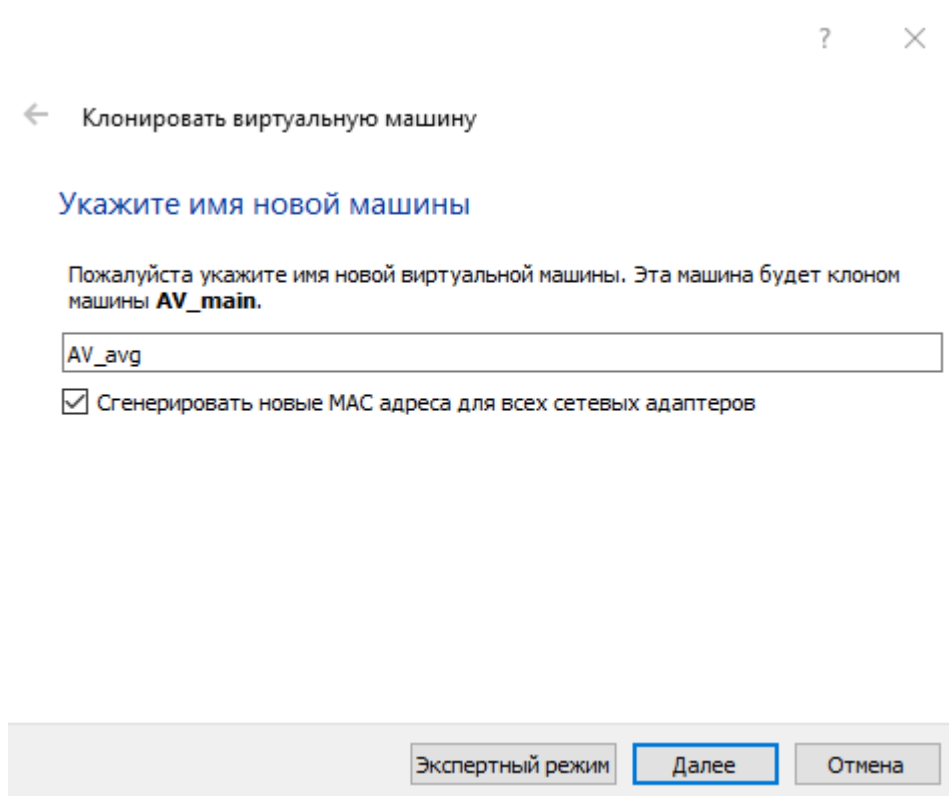 ?
Клонировать виртуальную машину
Укажите имя новой машины
Пожалуйста укажите имя новой виртуальной машины. Эта машина будет клоном
машины AV_main.
AV_avg
Сгенерировать новые MAC адреса для всех сетевых адаптеров
Экспертный режим Далее Отмена